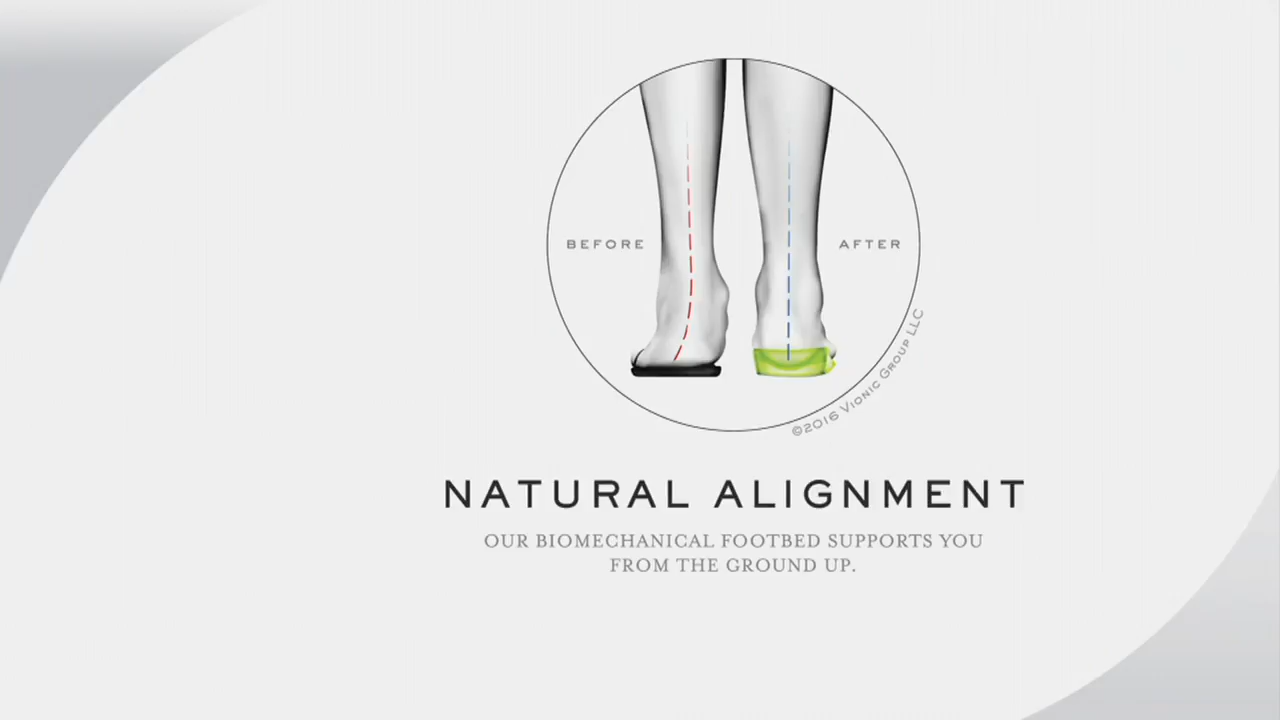 BEFORE
AFTER
©2016 VIONIC GROUP LLC
NATURAL ALIGNMENT
OUR BIOMECHANICAL FOOTBED SUPPORTS YOU
FROM THE GROUND UP.